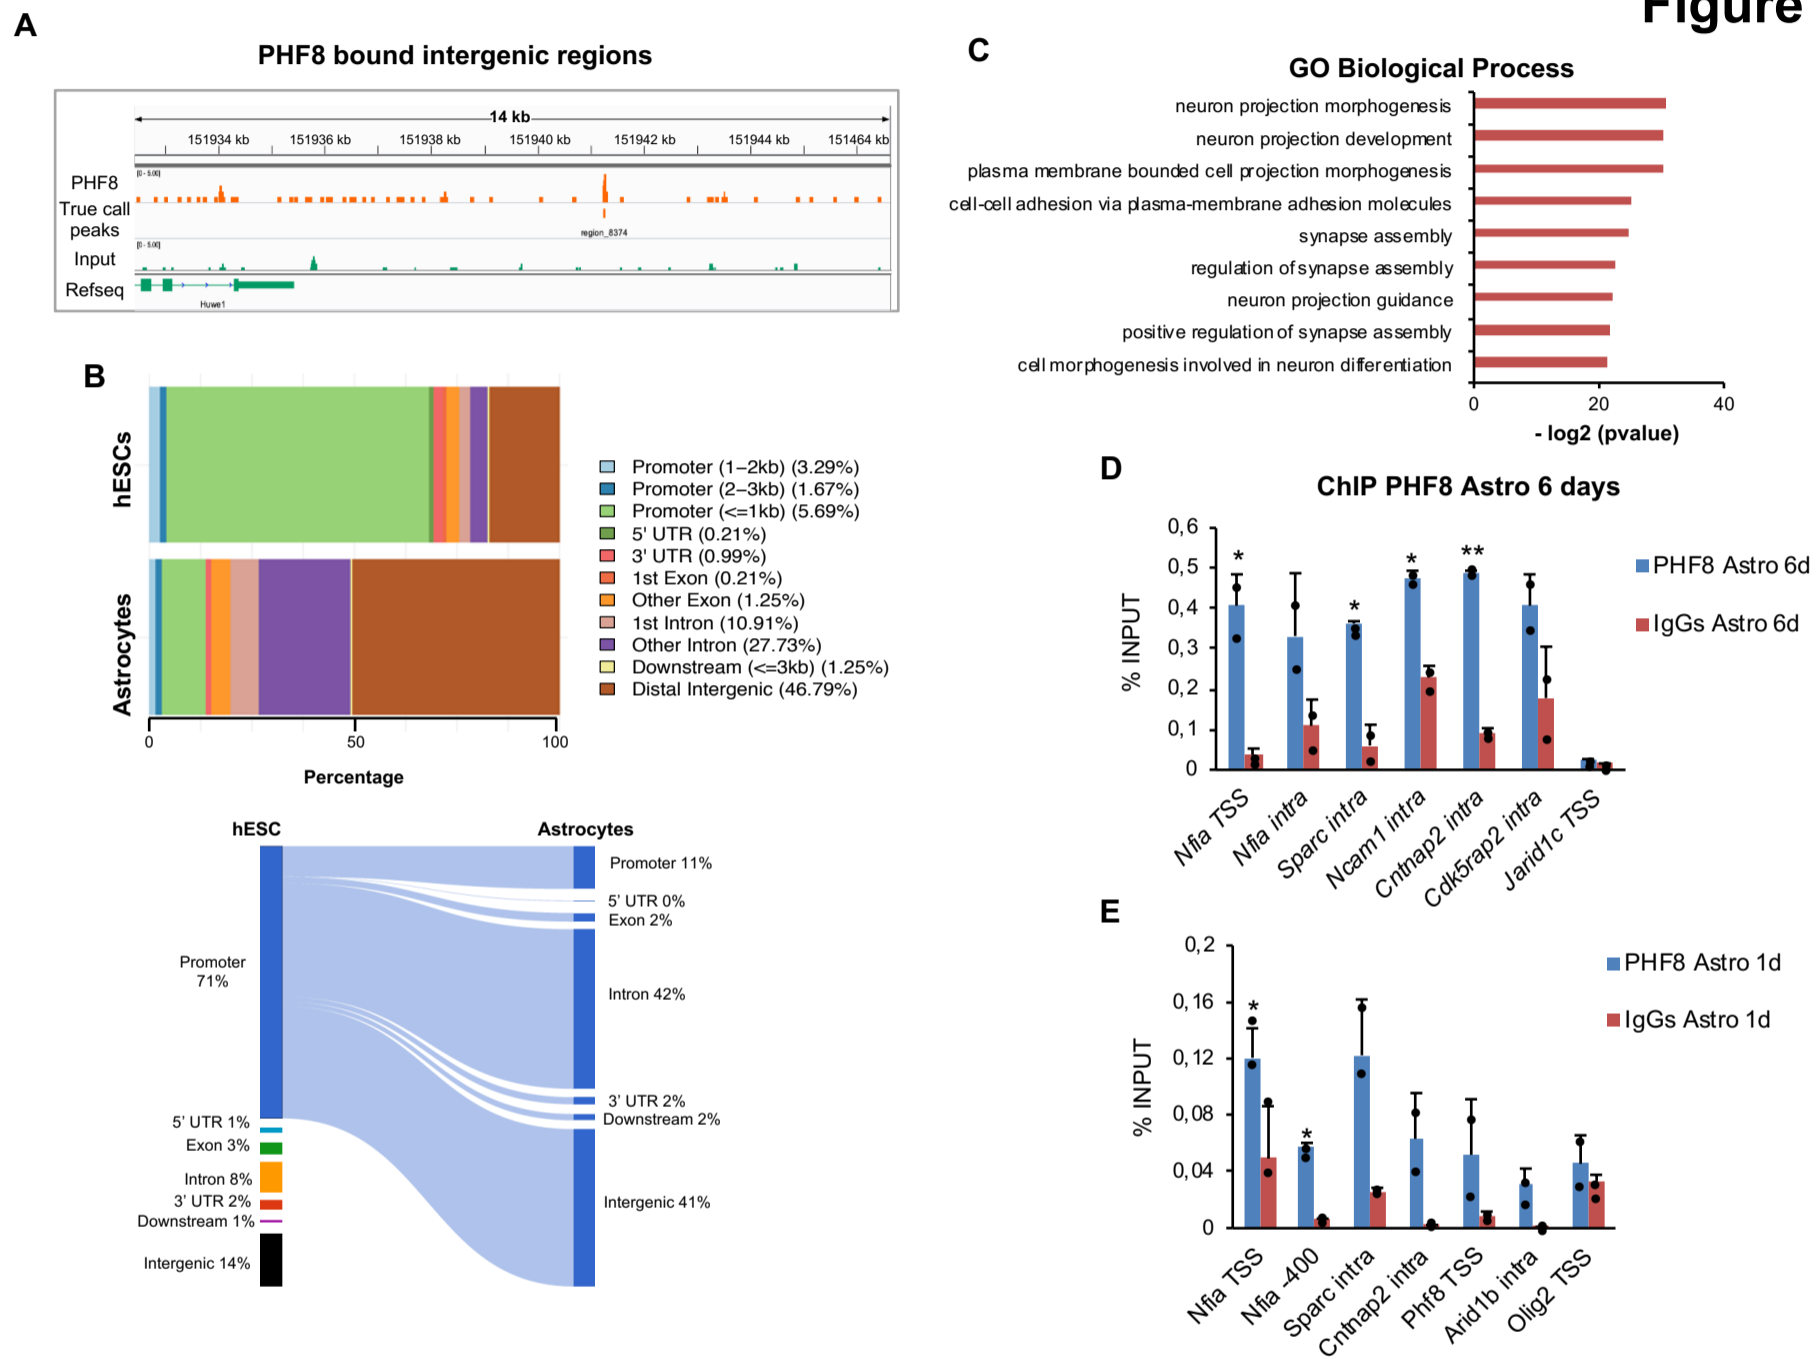 Figure
A
PHF8 bound intergenic regions
14 kb
151934 kb 151936 kb 151938 kb 151940 kb 151942 kb 151944 kb 151464 kb
PHF8
[0 - 5.00]
True call
peaks
region_8374
Input
[0 - 5.00]
Refseq
Huwe1
B
hESCs
Astrocytes
0 50 100
Percentage
Promoter (1–2kb) (3.29%)
Promoter (2–3kb) (1.67%)
Promoter (<=1kb) (5.69%)
5' UTR (0.21%)
3' UTR (0.99%)
1st Exon (0.21%)
Other Exon (1.25%)
1st Intron (10.91%)
Other Intron (27.73%)
Downstream (<=3kb) (1.25%)
Distal Intergenic (46.79%)
hESC
Astrocytes
Promoter
71%
5' UTR 1%
Exon 3%
Intron 8%
3' UTR 2%
Downstream 1%
Intergenic 14%
Promoter 11%
5' UTR 0%
Exon 2%
Intron 42%
3' UTR 2%
Downstream 2%
Intergenic 41%
C
GO Biological Process
neuron projection morphogenesis
neuron projection development
plasma membrane bounded cell projection morphogenesis
cell-cell adhesion via plasma-membrane adhesion molecules
synapse assembly
regulation of synapse assembly
neuron projection guidance
positive regulation of synapse assembly
cell morphogenesis involved in neuron differentiation
0 20 40
- log2 (pvalue)
D
ChIP PHF8 Astro 6 days
% INPUT
0,6
0,5
0,4
0,3
0,2
0,1
0
* * * **
PHF8 Astro 6d
IgGs Astro 6d
Nfia TSS
Nfia intra
Sparc intra
Ncam1 intra
Cntnap2 intra
Cdk5rap2 intra
Jarid1c TSS
E
% INPUT
0,2
0,16
0,12
0,08
0,04
0
* *
PHF8 Astro 1d
IgGs Astro 1d
Nfia TSS
Nfia -400
Sparc intra
Cntnap2 intra
Phf8 TSS
Arid1b intra
Olig2 TSS